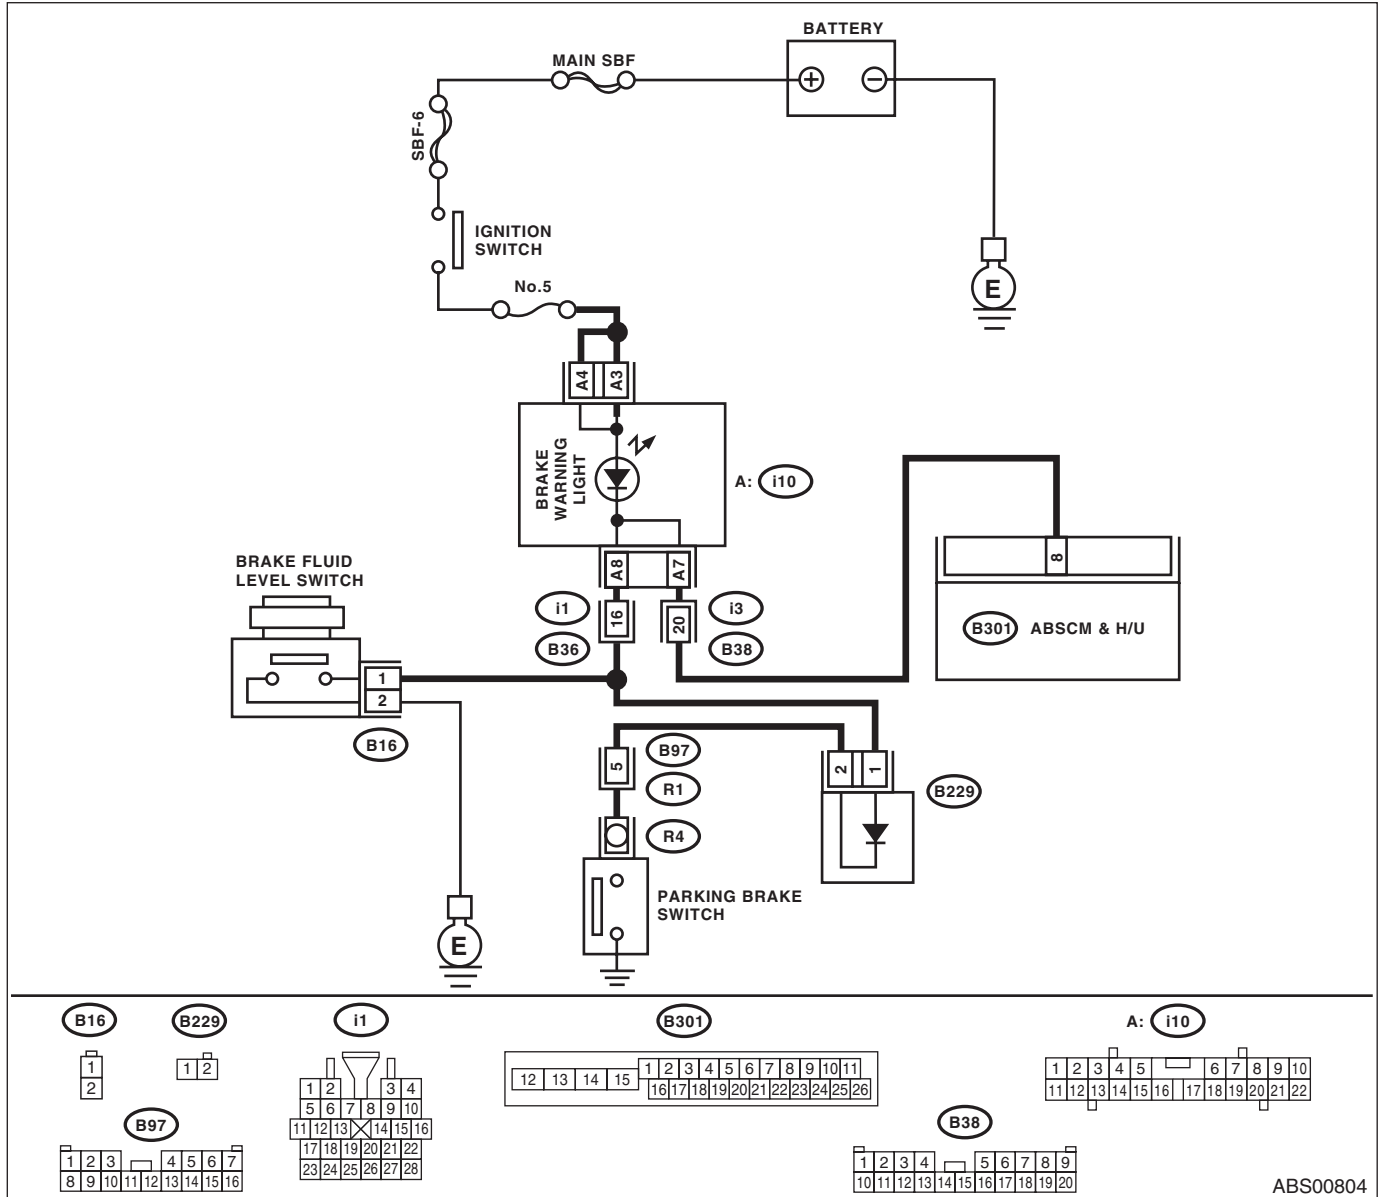 BATTERY
MAIN SBF
+ −
SBF-6
IGNITION
SWITCH
E
No.5
A4 A3
BRAKE
WARNING
LIGHT
A: i10
8
B301 ABSCM & H/U
BRAKE FLUID
LEVEL SWITCH
A8 A7
i1 16 20 i3
B36 B38
1
2
B16
B97
5
R1
R4
2 1
B229
PARKING BRAKE
SWITCH
E
B16 B229 i1 B301 A: i10
1
2
1 2
1 2 3 4
5 6 7 8 9 10
11 12 13 14 15 16
17 18 19 20 21 22
23 24 25 26 27 28
12 13 14 15
1 2 3 4 5 6 7 8 9 10 11
16 17 18 19 20 21 22 23 24 25 26
1 2 3 4 5 6 7 8 9 10
11 12 13 14 15 16 17 18 19 20 21 22
B97
1 2 3 4 5 6 7
8 9 10 11 12 13 14 15 16
B38
1 2 3 4 5 6 7 8 9
10 11 12 13 14 15 16 17 18 19 20
ABS00804